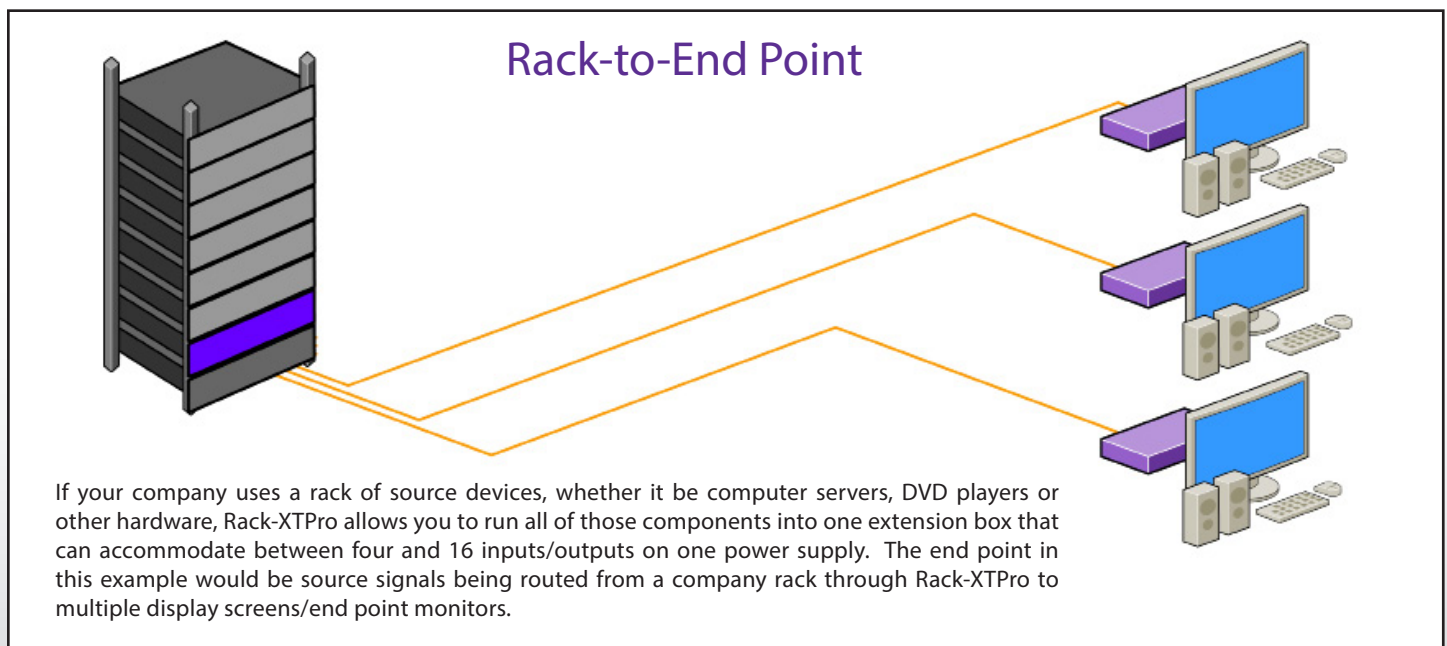 Rack-to-End Point
If your company uses a rack of source devices, whether it be computer servers, DVD players or
other hardware, Rack-XTPro allows you to run all of those components into one extension box that
can accommodate between four and 16 inputs/outputs on one power supply.  The end point in
this example would be source signals being routed from a company rack through Rack-XTPro to
multiple display screens/end point monitors.